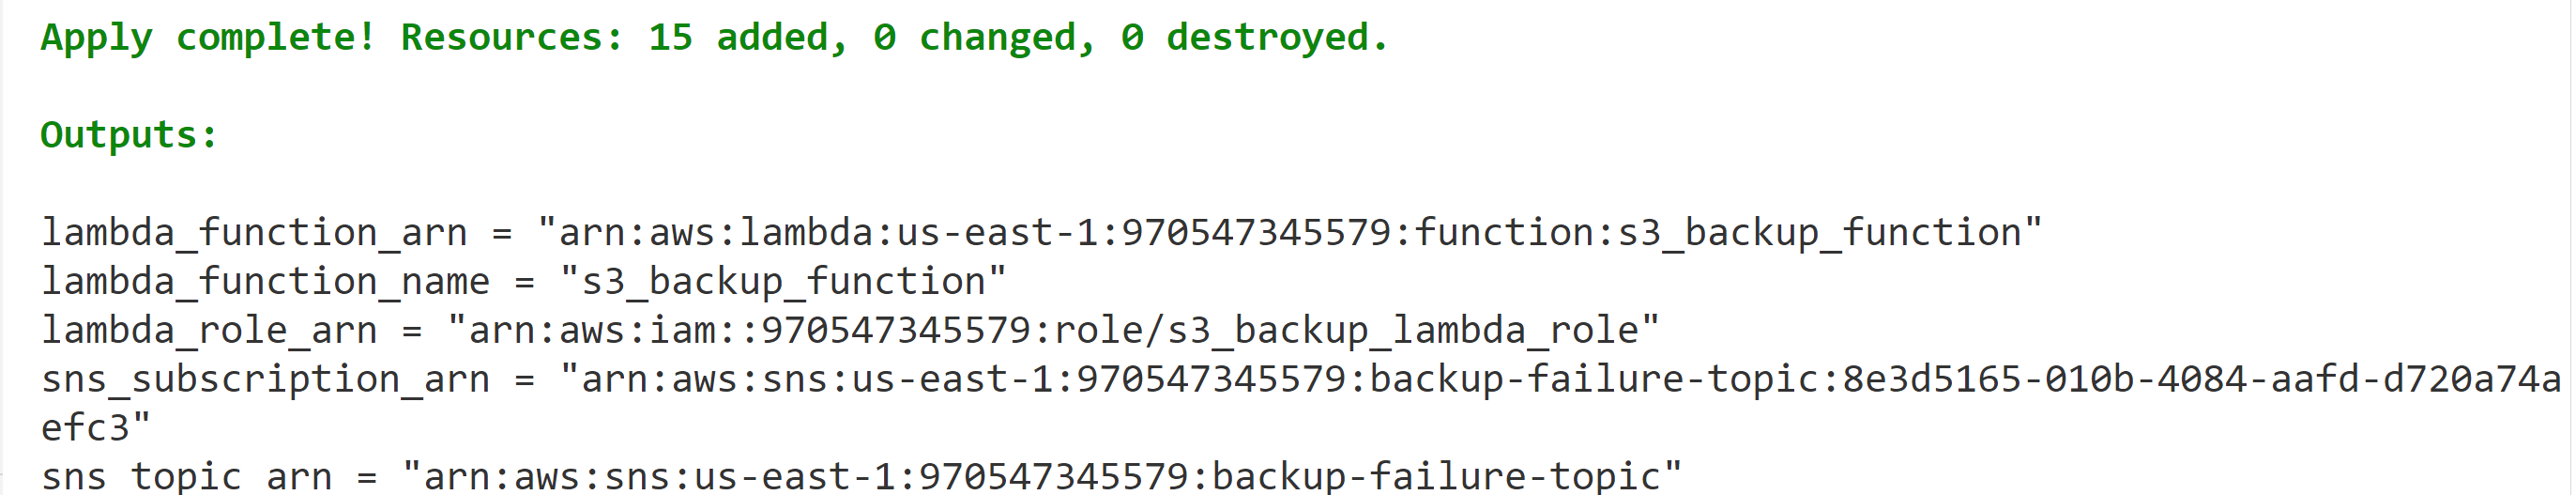 Apply complete! Resources: 15 added, 0 changed, 0 destroyed.
Outputs:
lambda_function_arn = "arn:aws:lambda:us-east-1:970547345579:function:s3_backup_function"
lambda_function_name = "s3_backup_function"
lambda_role_arn = "arn:aws:iam::970547345579:role/s3_backup_lambda_role"
sns_subscription_arn = "arn:aws:sns:us-east-1:970547345579:backup-failure-topic:8e3d5165-010b-4084-aafd-d720a74a
efc3"
sns_topic_arn = "arn:aws:sns:us-east-1:970547345579:backup-failure-topic"